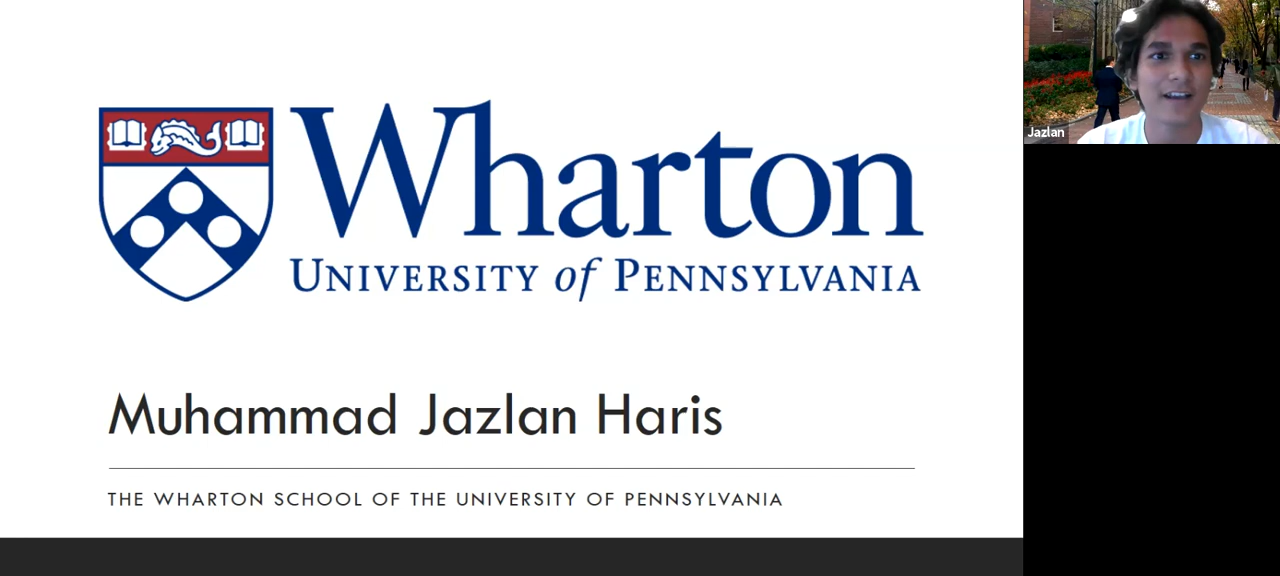 Wharton
UNIVERSITY of PENNSYLVANIA
Muhammad Jazlan Haris
THE WHARTON SCHOOL OF THE UNIVERSITY OF PENNSYLVANIA
Jazlan